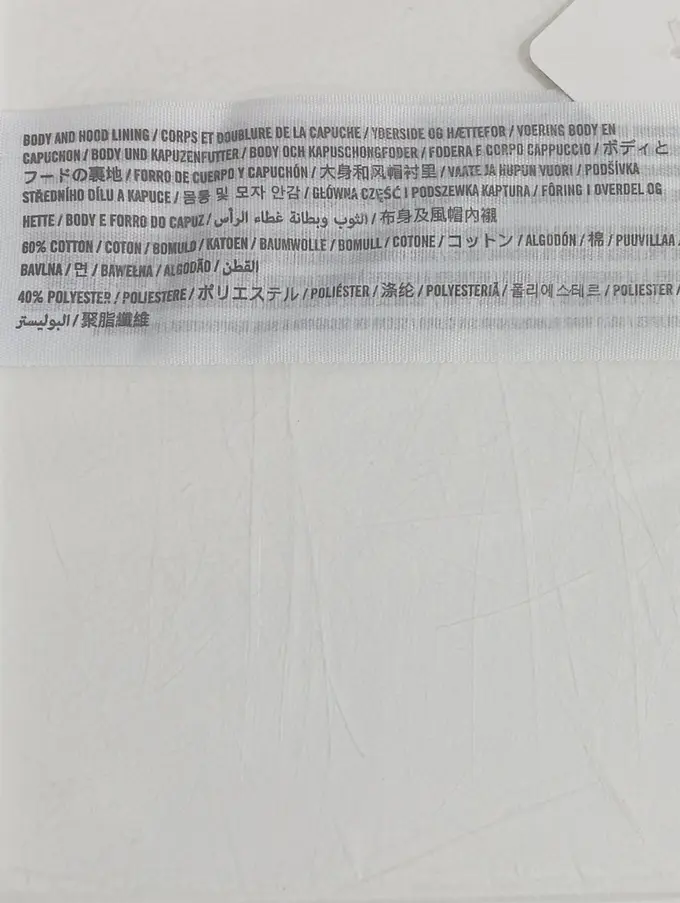 BODY AND HOOD LINING / CORPS ET DOUBLURE DE LA CAPUCHE / YDERSIDE OG HÆTTEFOR / VOERING BODY EN
CAPUCHON / BODY UND KAPUZENFUTTER / BODY OCH KAPUSCHONGFODER / FODERA E CORPO CAPPUCCIO / ボディと
フードの裏地 / FORRO DE CUERPO Y CAPUCHÓN / 大身和风帽衬里 / VAATE JA HUPUN VUORI / PODŠÍVKA
STŘEDNÍHO DÍLU A KAPUCE / 몸통 및 모자 안감 / GŁÓWNA CZĘŚĆ I PODSZEWKA KAPTURA / FÔRING I OVERDEL OG
HETTE / BODY E FORRO DO CAPUZ / الثوب وبطانة غطاء الرأس / 布身及風帽內襯
60% COTTON / COTON / BOMULD / KATOEN / BAUMWOLLE / BOMULL / COTONE / コットン / ALGODÓN / 棉 / PUUVILLAA /
BAVLNA / 면 / BAWEŁNA / ALGODÃO / القطن
40% POLYESTER / POLIESTERE / ポリエステル / POLIÉSTER / 涤纶 / POLYESTERIÄ / 폴리에스테르 / POLIESTER /
البوليستر / 聚脂纖維